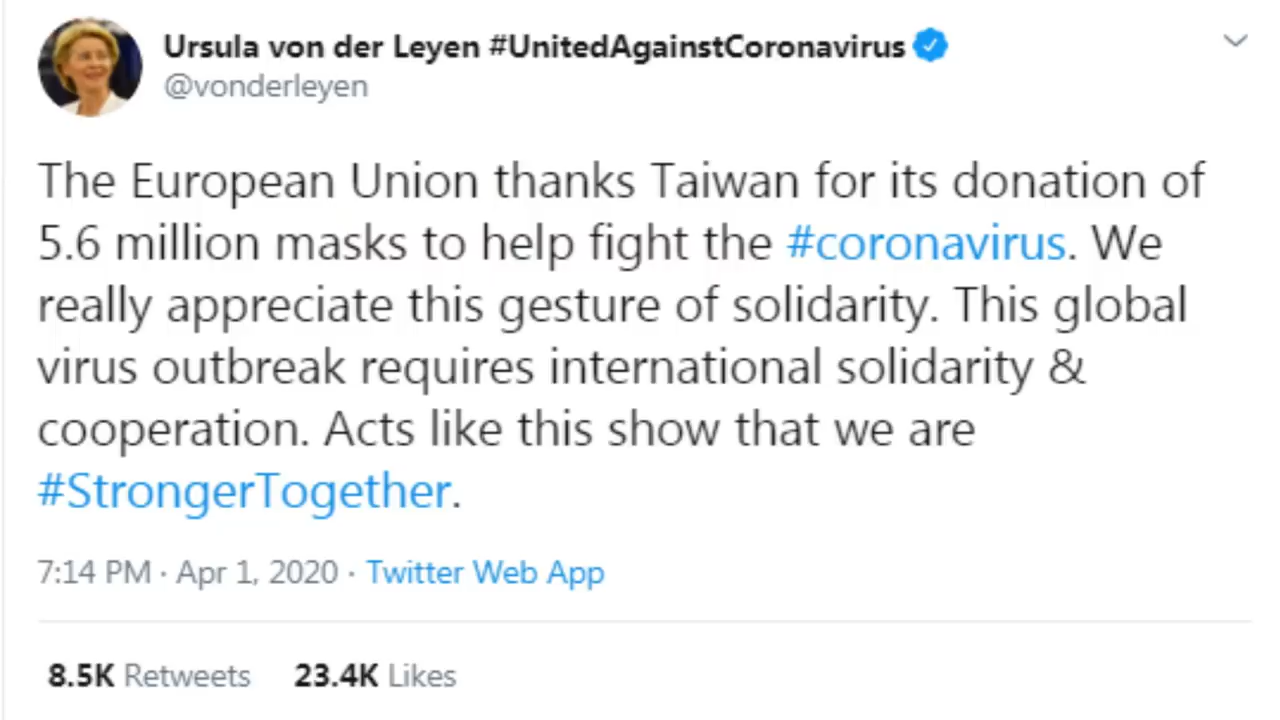 Ursula von der Leyen #UnitedAgainstCoronavirus
@vonderleyen
The European Union thanks Taiwan for its donation of
5.6 million masks to help fight the #coronavirus. We
really appreciate this gesture of solidarity. This global
virus outbreak requires international solidarity &
cooperation. Acts like this show that we are
#StrongerTogether.
7:14 PM · Apr 1, 2020 · Twitter Web App
8.5K Retweets 23.4K Likes